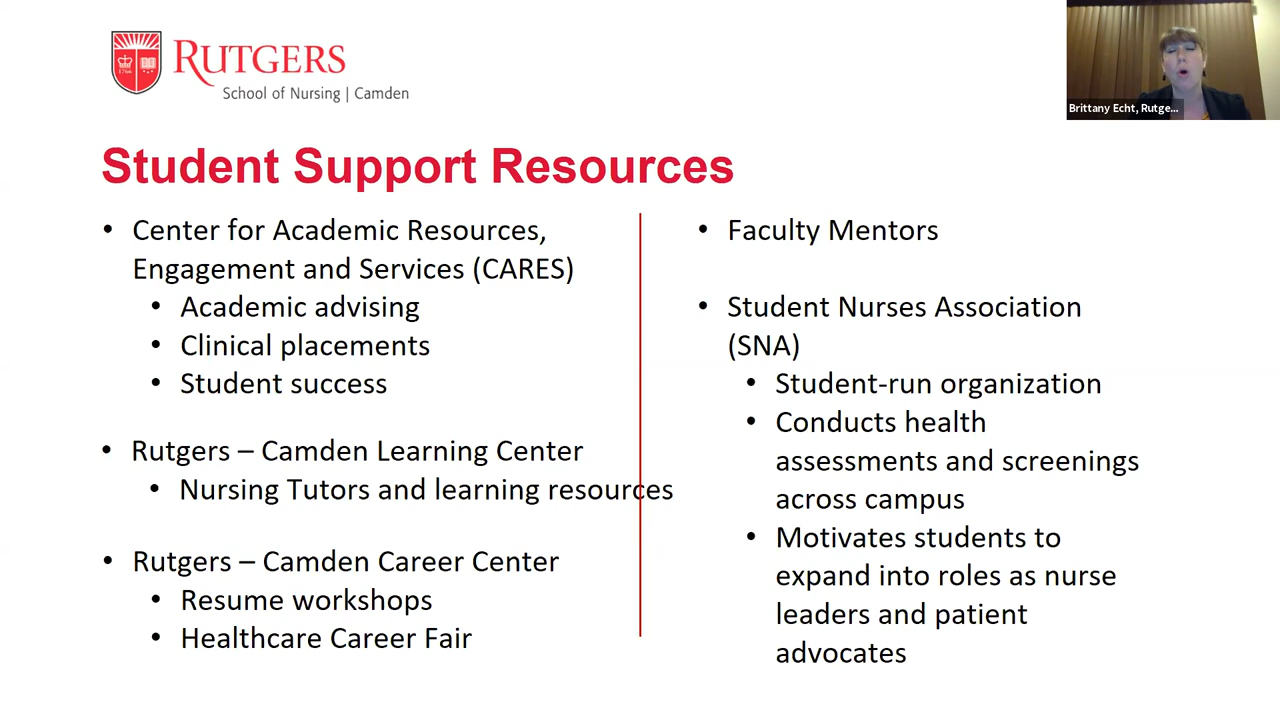 RUTGERS
School of Nursing | Camden
1766
Brittany Echt, Rutge...
Student Support Resources
• Center for Academic Resources,
Engagement and Services (CARES)
• Academic advising
• Clinical placements
• Student success
• Rutgers – Camden Learning Center
• Nursing Tutors and learning resources
• Rutgers – Camden Career Center
• Resume workshops
• Healthcare Career Fair
• Faculty Mentors
• Student Nurses Association
(SNA)
• Student-run organization
• Conducts health
assessments and screenings
across campus
• Motivates students to
expand into roles as nurse
leaders and patient
advocates